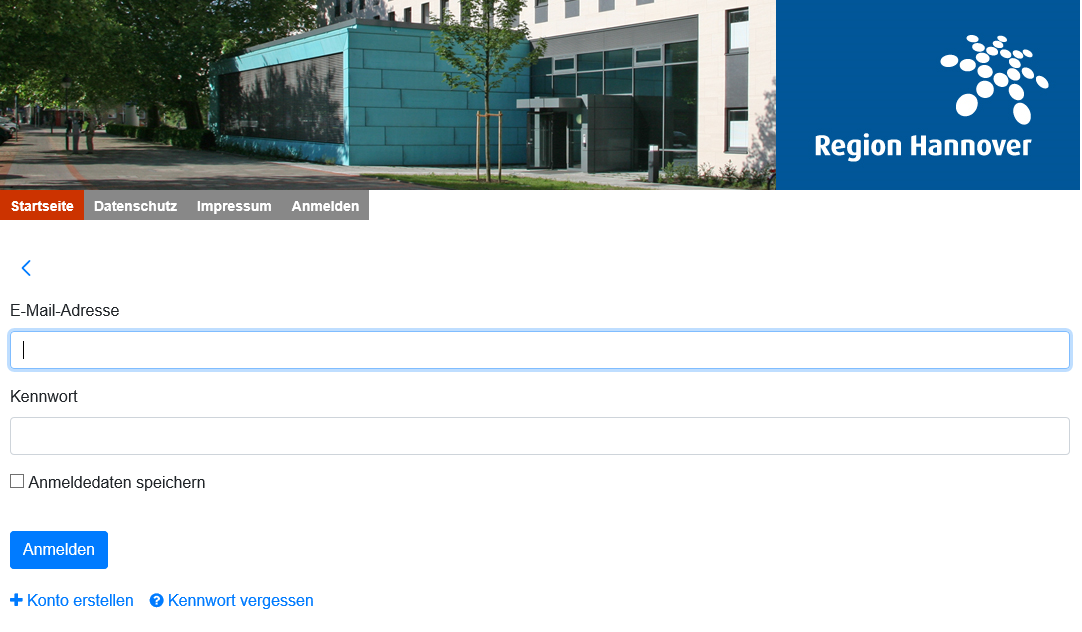 Region Hannover
Startseite Datenschutz Impressum Anmelden
E-Mail-Adresse
Kennwort
Anmeldedaten speichern
Anmelden
Konto erstellen Kennwort vergessen